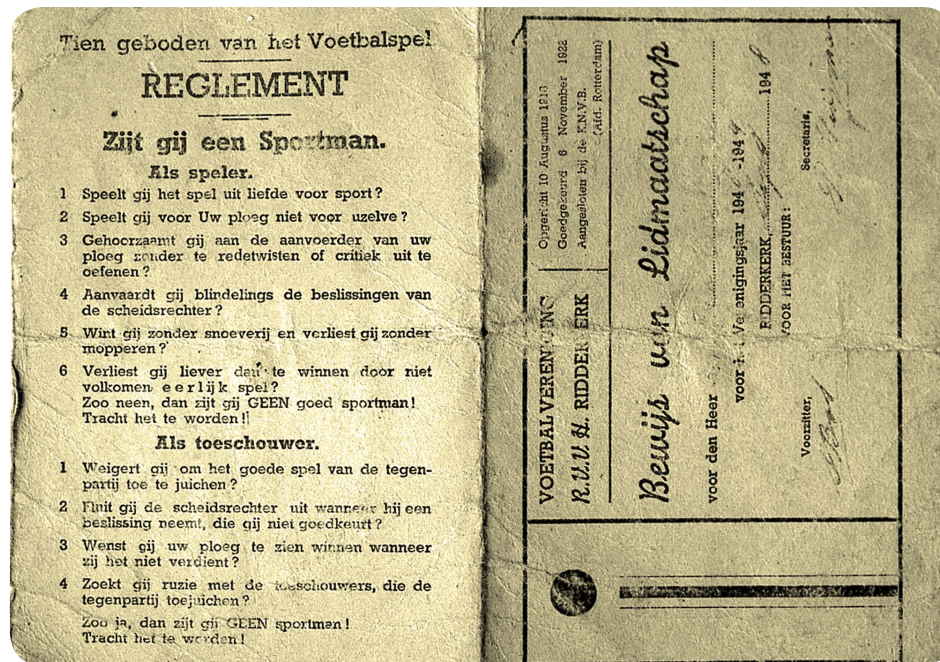 Tien geboden van het Voetbalspel
REGLEMENT
Zijt gij een Sportman.
Als speler.
1 Speelt gij het spel uit liefde voor sport?
2 Speelt gij voor Uw ploeg niet voor uzelve?
3 Gehoorzaamt gij aan de aanvoerder van uw
ploeg zonder te redetwisten of critiek uit te
oefenen?
4 Aanvaardt gij blindelings de beslissingen van
de scheidsrechter?
5 Wint gij zonder snoeverij en verliest gij zonder
mopperen?
6 Verliest gij liever dan te winnen door niet
volkomen eerlijk spel?
Zoo neen, dan zijt gij GEEN goed sportman!
Tracht het te worden!
Als toeschouwer.
1 Weigert gij om het goede spel van de tegen-
partij toe te juichen?
2 Fluit gij de scheidsrechter uit wanneer hij een
beslissing neemt, die gij niet goedkeurt?
3 Wenst gij uw ploeg te zien winnen wanneer
zij het niet verdient?
4 Zoekt gij ruzie met de toeschouwers, die de
tegenpartij toejuichen?
Zoo ja, dan zijt gij GEEN sportman!
Tracht het te worden!
VOETBALVERENIGING
R.V.V.H. RIDDERKERK
Opgericht 10 Augustus 1916
Goedgekeurd 6 November 1922
Aangesloten bij de K.N.V.B.
(Afd. Rotterdam)
Bewijs van Lidmaatschap
voor den Heer
voor het Verenigingsjaar 1948-1949
RIDDERKERK 1948
VOOR HET BESTUUR:
Voorzitter,
Secretaris,